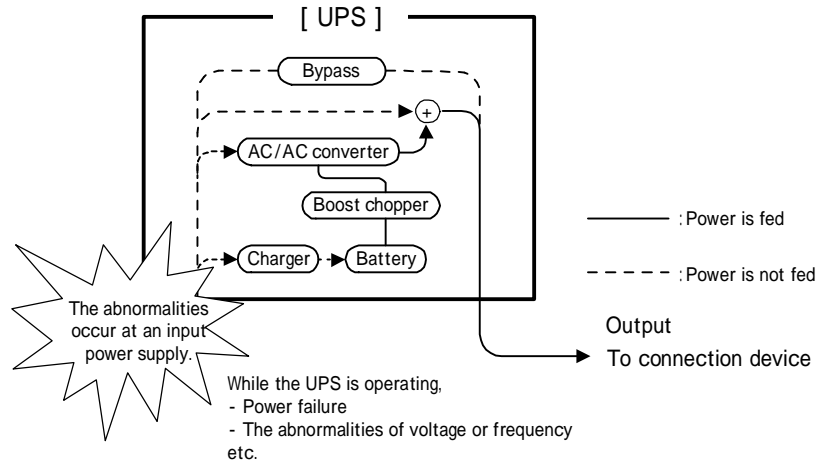 [ UPS ]
Bypass
+
AC/AC converter
Boost chopper
Charger
Battery
: Power is fed
: Power is not fed
The abnormalities
occur at an input
power supply.
Output
To connection device
While the UPS is operating,
- Power failure
- The abnormalities of voltage or frequency
etc.